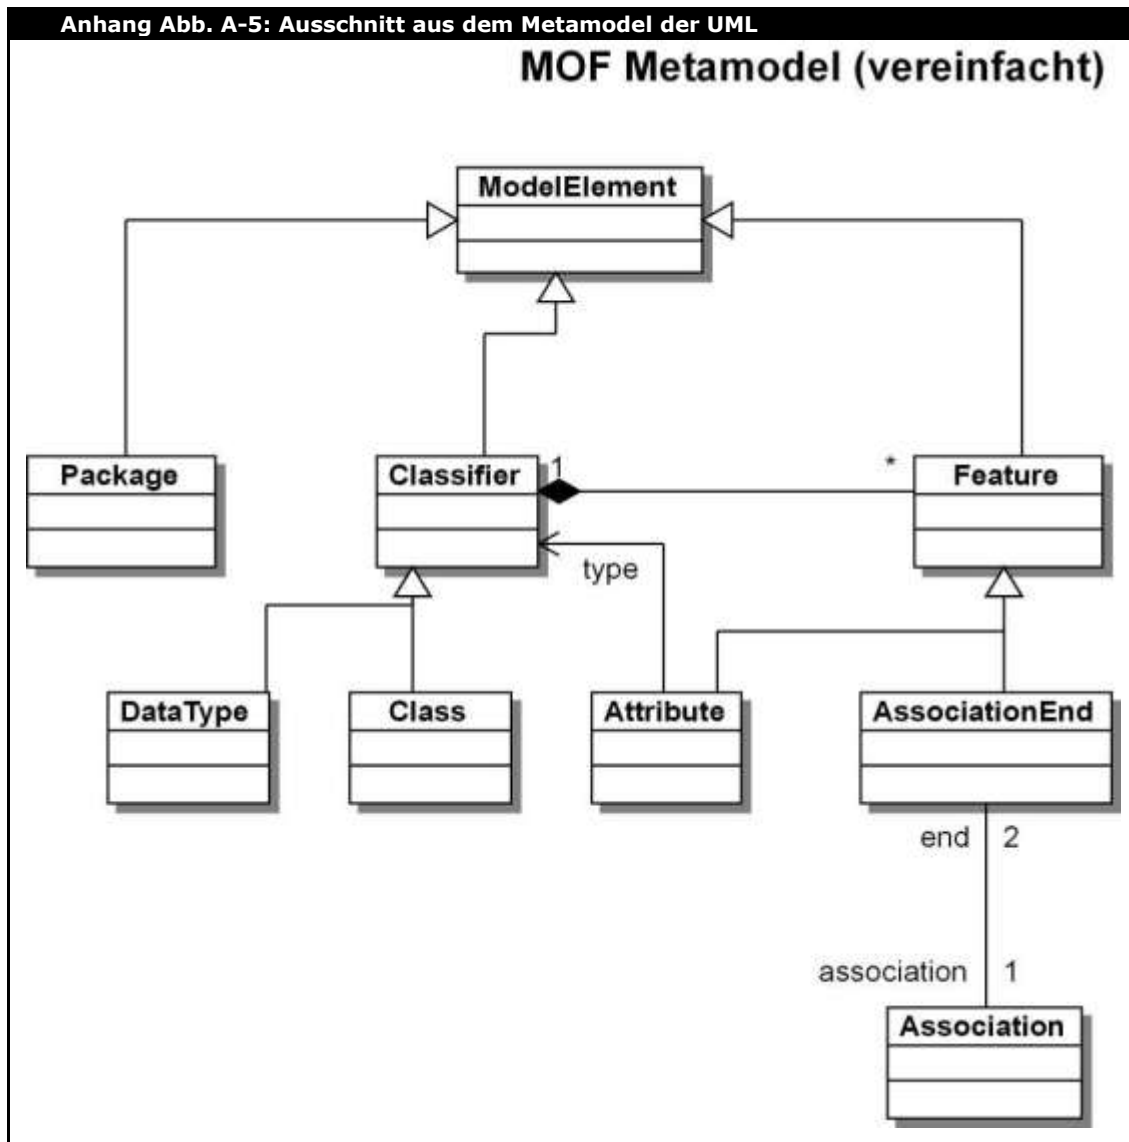 Anhang Abb. A-5: Ausschnitt aus dem Metamodel der UML
MOF Metamodel (vereinfacht)
ModelElement
Package
Classifier
1
*
Feature
type
DataType
Class
Attribute
AssociationEnd
end
2
association
1
Association